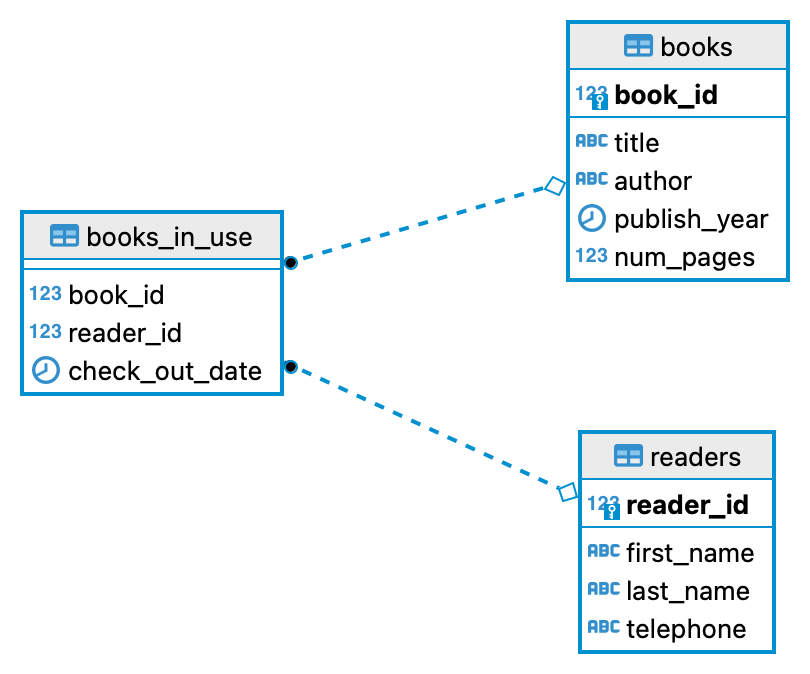 books
123 book_id
ABC title
ABC author
publish_year
123 num_pages
books_in_use
123 book_id
123 reader_id
check_out_date
readers
123 reader_id
ABC first_name
ABC last_name
ABC telephone